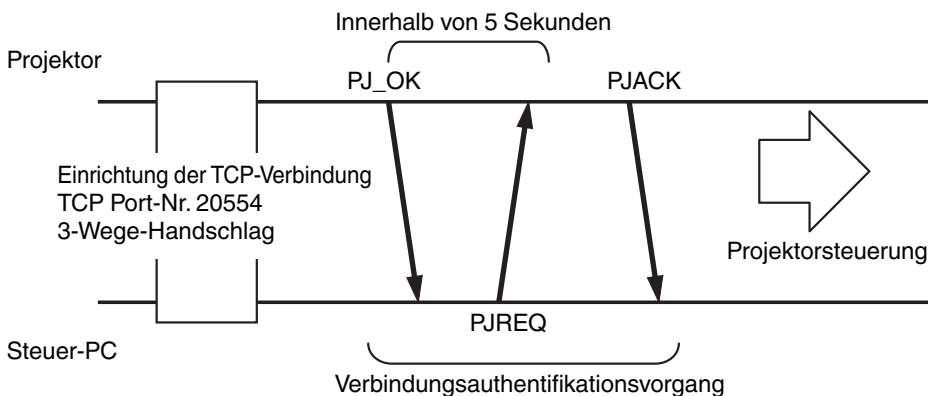 Innerhalb von 5 Sekunden
Projektor
PJ_OK
PJACK
Einrichtung der TCP-Verbindung
TCP Port-Nr. 20554
3-Wege-Handschlag
Projektorsteuerung
PJREQ
Steuer-PC
Verbindungsauthentifikationsvorgang